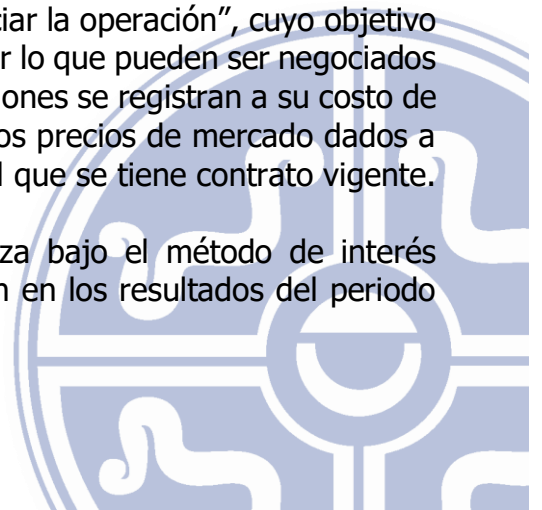 ciar la operación”, cuyo objetivo
r lo que pueden ser negociados
iones se registran a su costo de
os precios de mercado dados a
l que se tiene contrato vigente.
za bajo el método de interés
n en los resultados del periodo